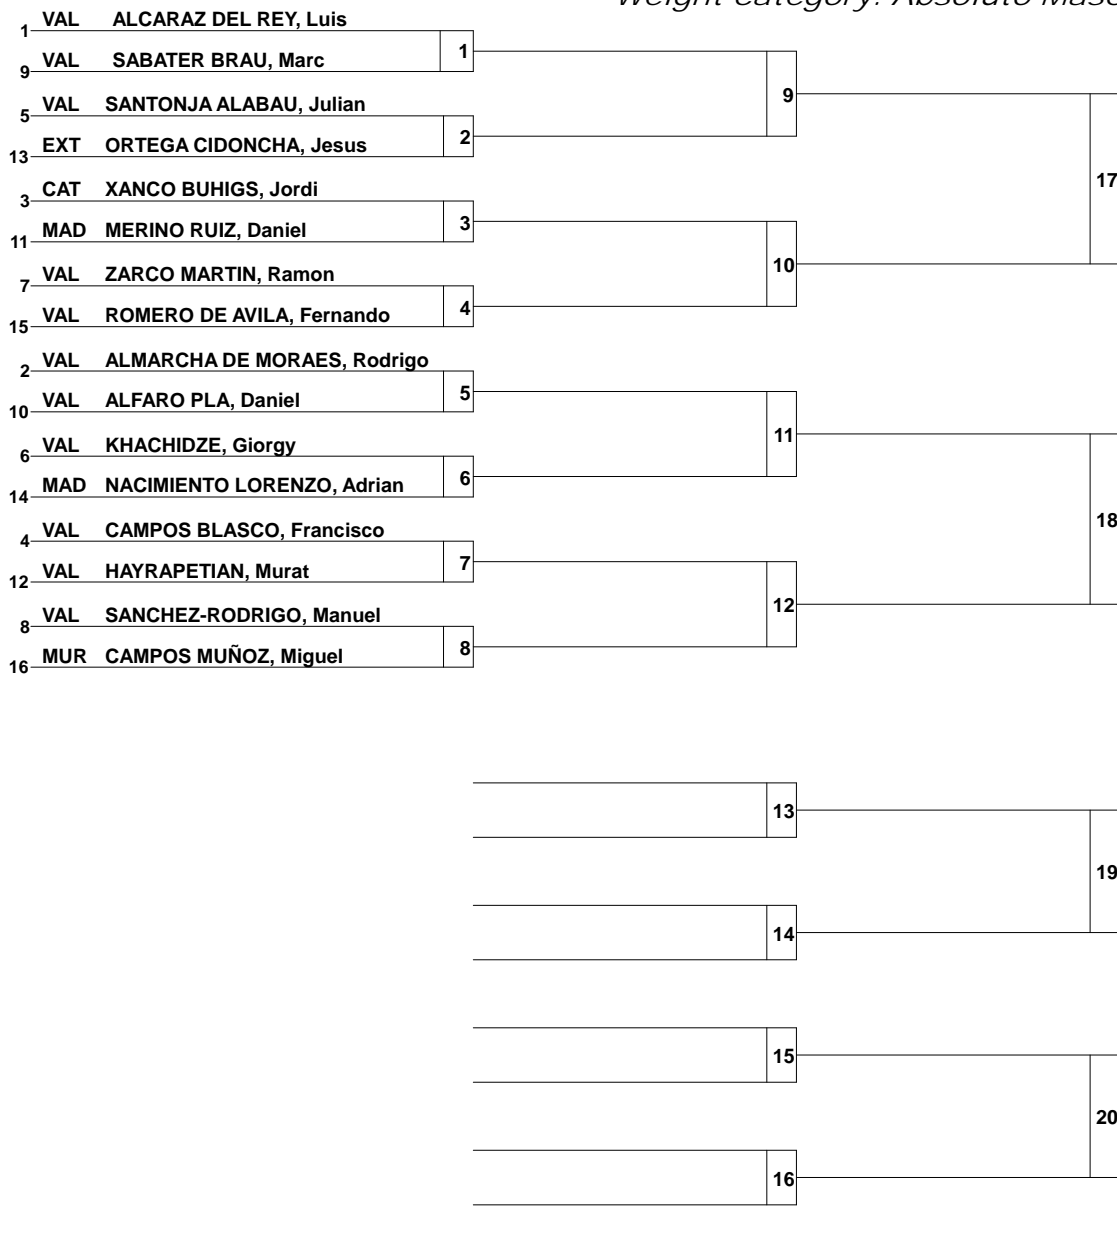 Weight category: Absoluto Masc
1 VAL ALCARAZ DEL REY, Luis
1
9 VAL SABATER BRAU, Marc
9
5 VAL SANTONJA ALABAU, Julian
2
13 EXT ORTEGA CIDONCHA, Jesus
17
3 CAT XANCO BUHIGS, Jordi
3
11 MAD MERINO RUIZ, Daniel
10
7 VAL ZARCO MARTIN, Ramon
4
15 VAL ROMERO DE AVILA, Fernando
2 VAL ALMARCHA DE MORAES, Rodrigo
5
10 VAL ALFARO PLA, Daniel
11
6 VAL KHACHIDZE, Giorgy
6
14 MAD NACIMIENTO LORENZO, Adrian
18
4 VAL CAMPOS BLASCO, Francisco
7
12 VAL HAYRAPETIAN, Murat
12
8 VAL SANCHEZ-RODRIGO, Manuel
8
16 MUR CAMPOS MUÑOZ, Miguel
13
19
14
15
20
16